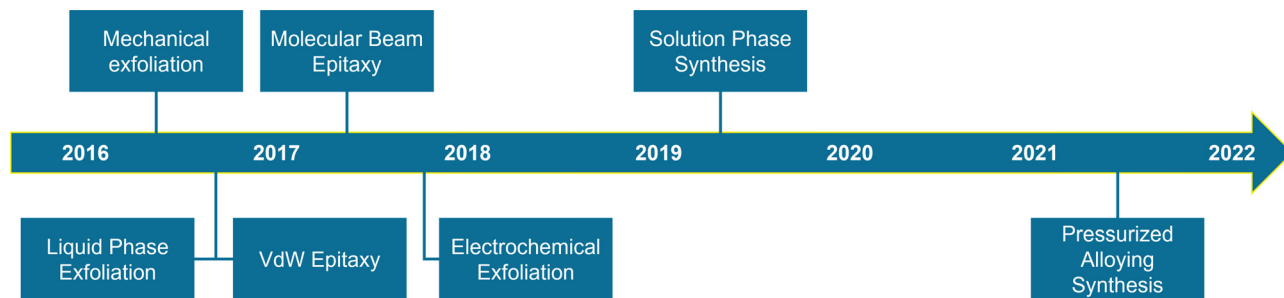 Mechanical
exfoliation
Molecular Beam
Epitaxy
Solution Phase
Synthesis
2016 2017 2018 2019 2020 2021 2022
Liquid Phase
Exfoliation
VdW Epitaxy
Electrochemical
Exfoliation
Pressurized
Alloying
Synthesis